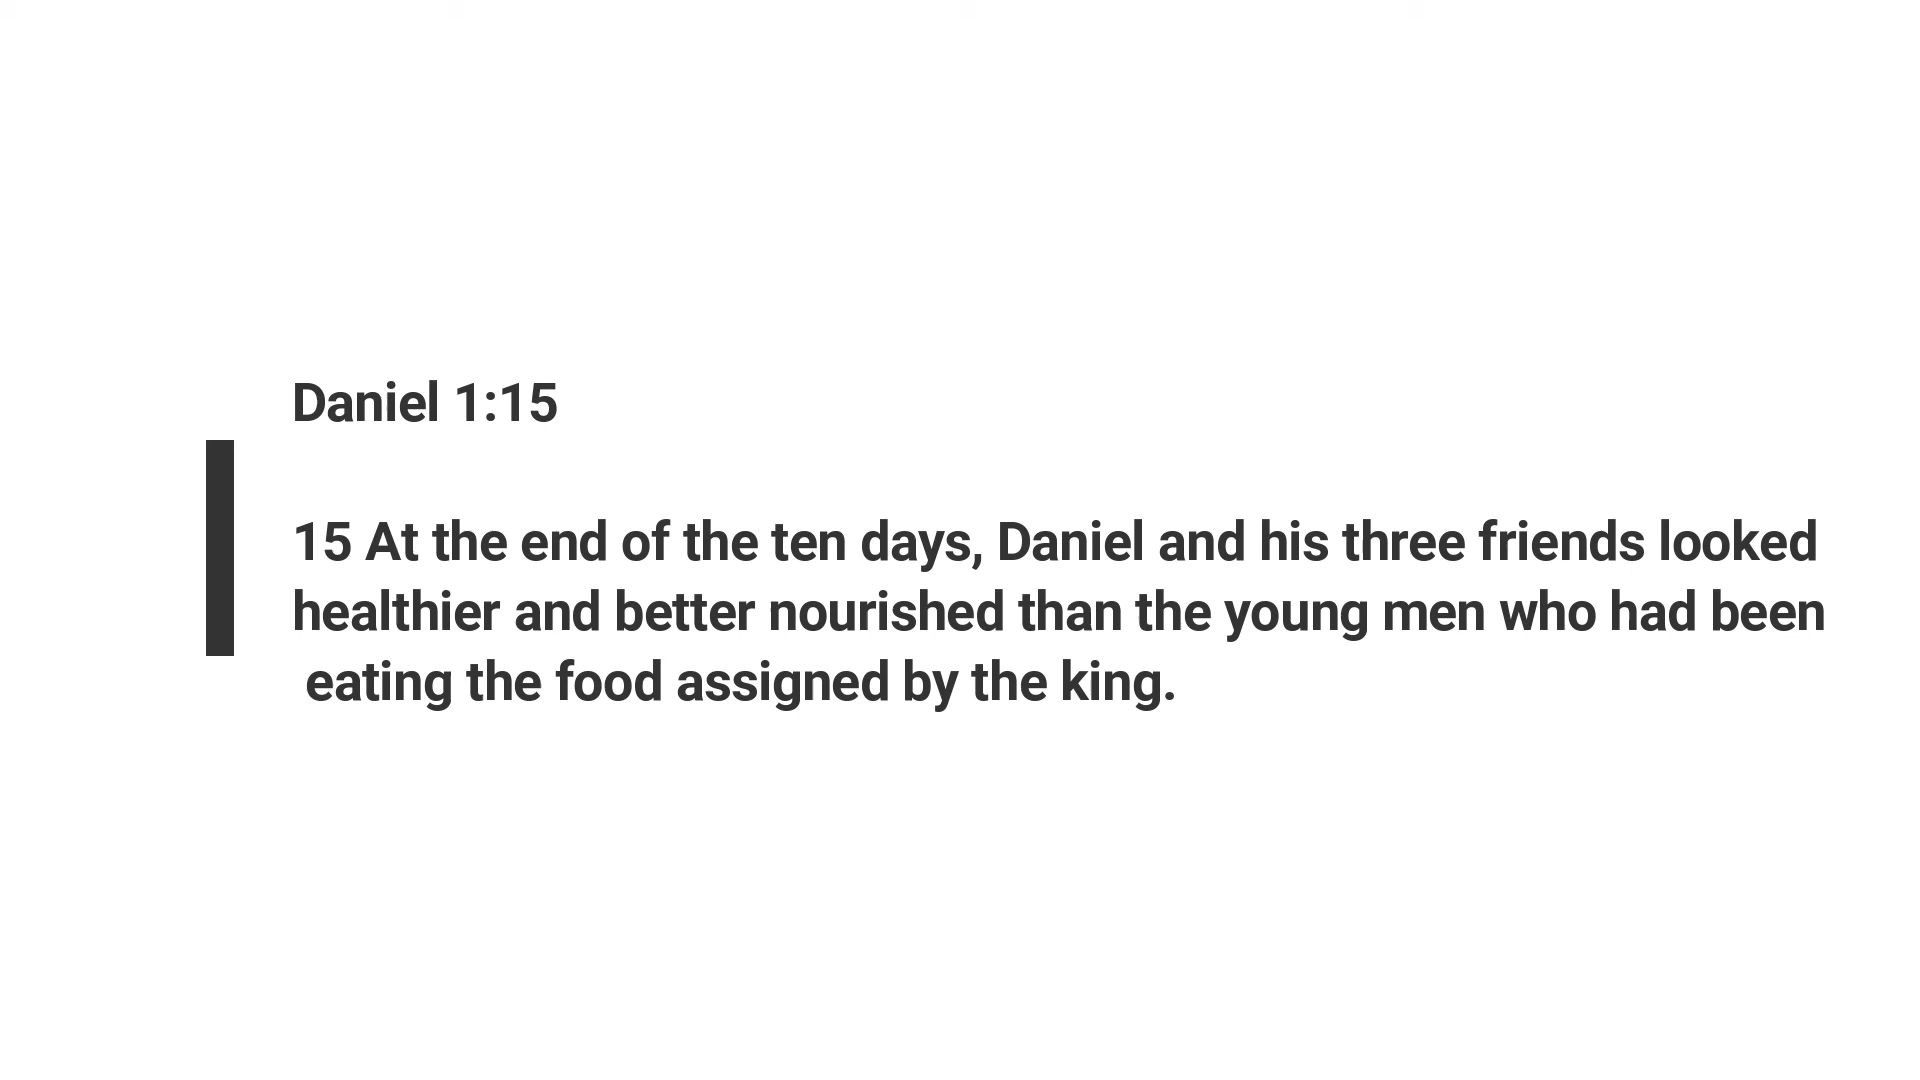 Daniel 1:15
15 At the end of the ten days, Daniel and his three friends looked
healthier and better nourished than the young men who had been
eating the food assigned by the king.